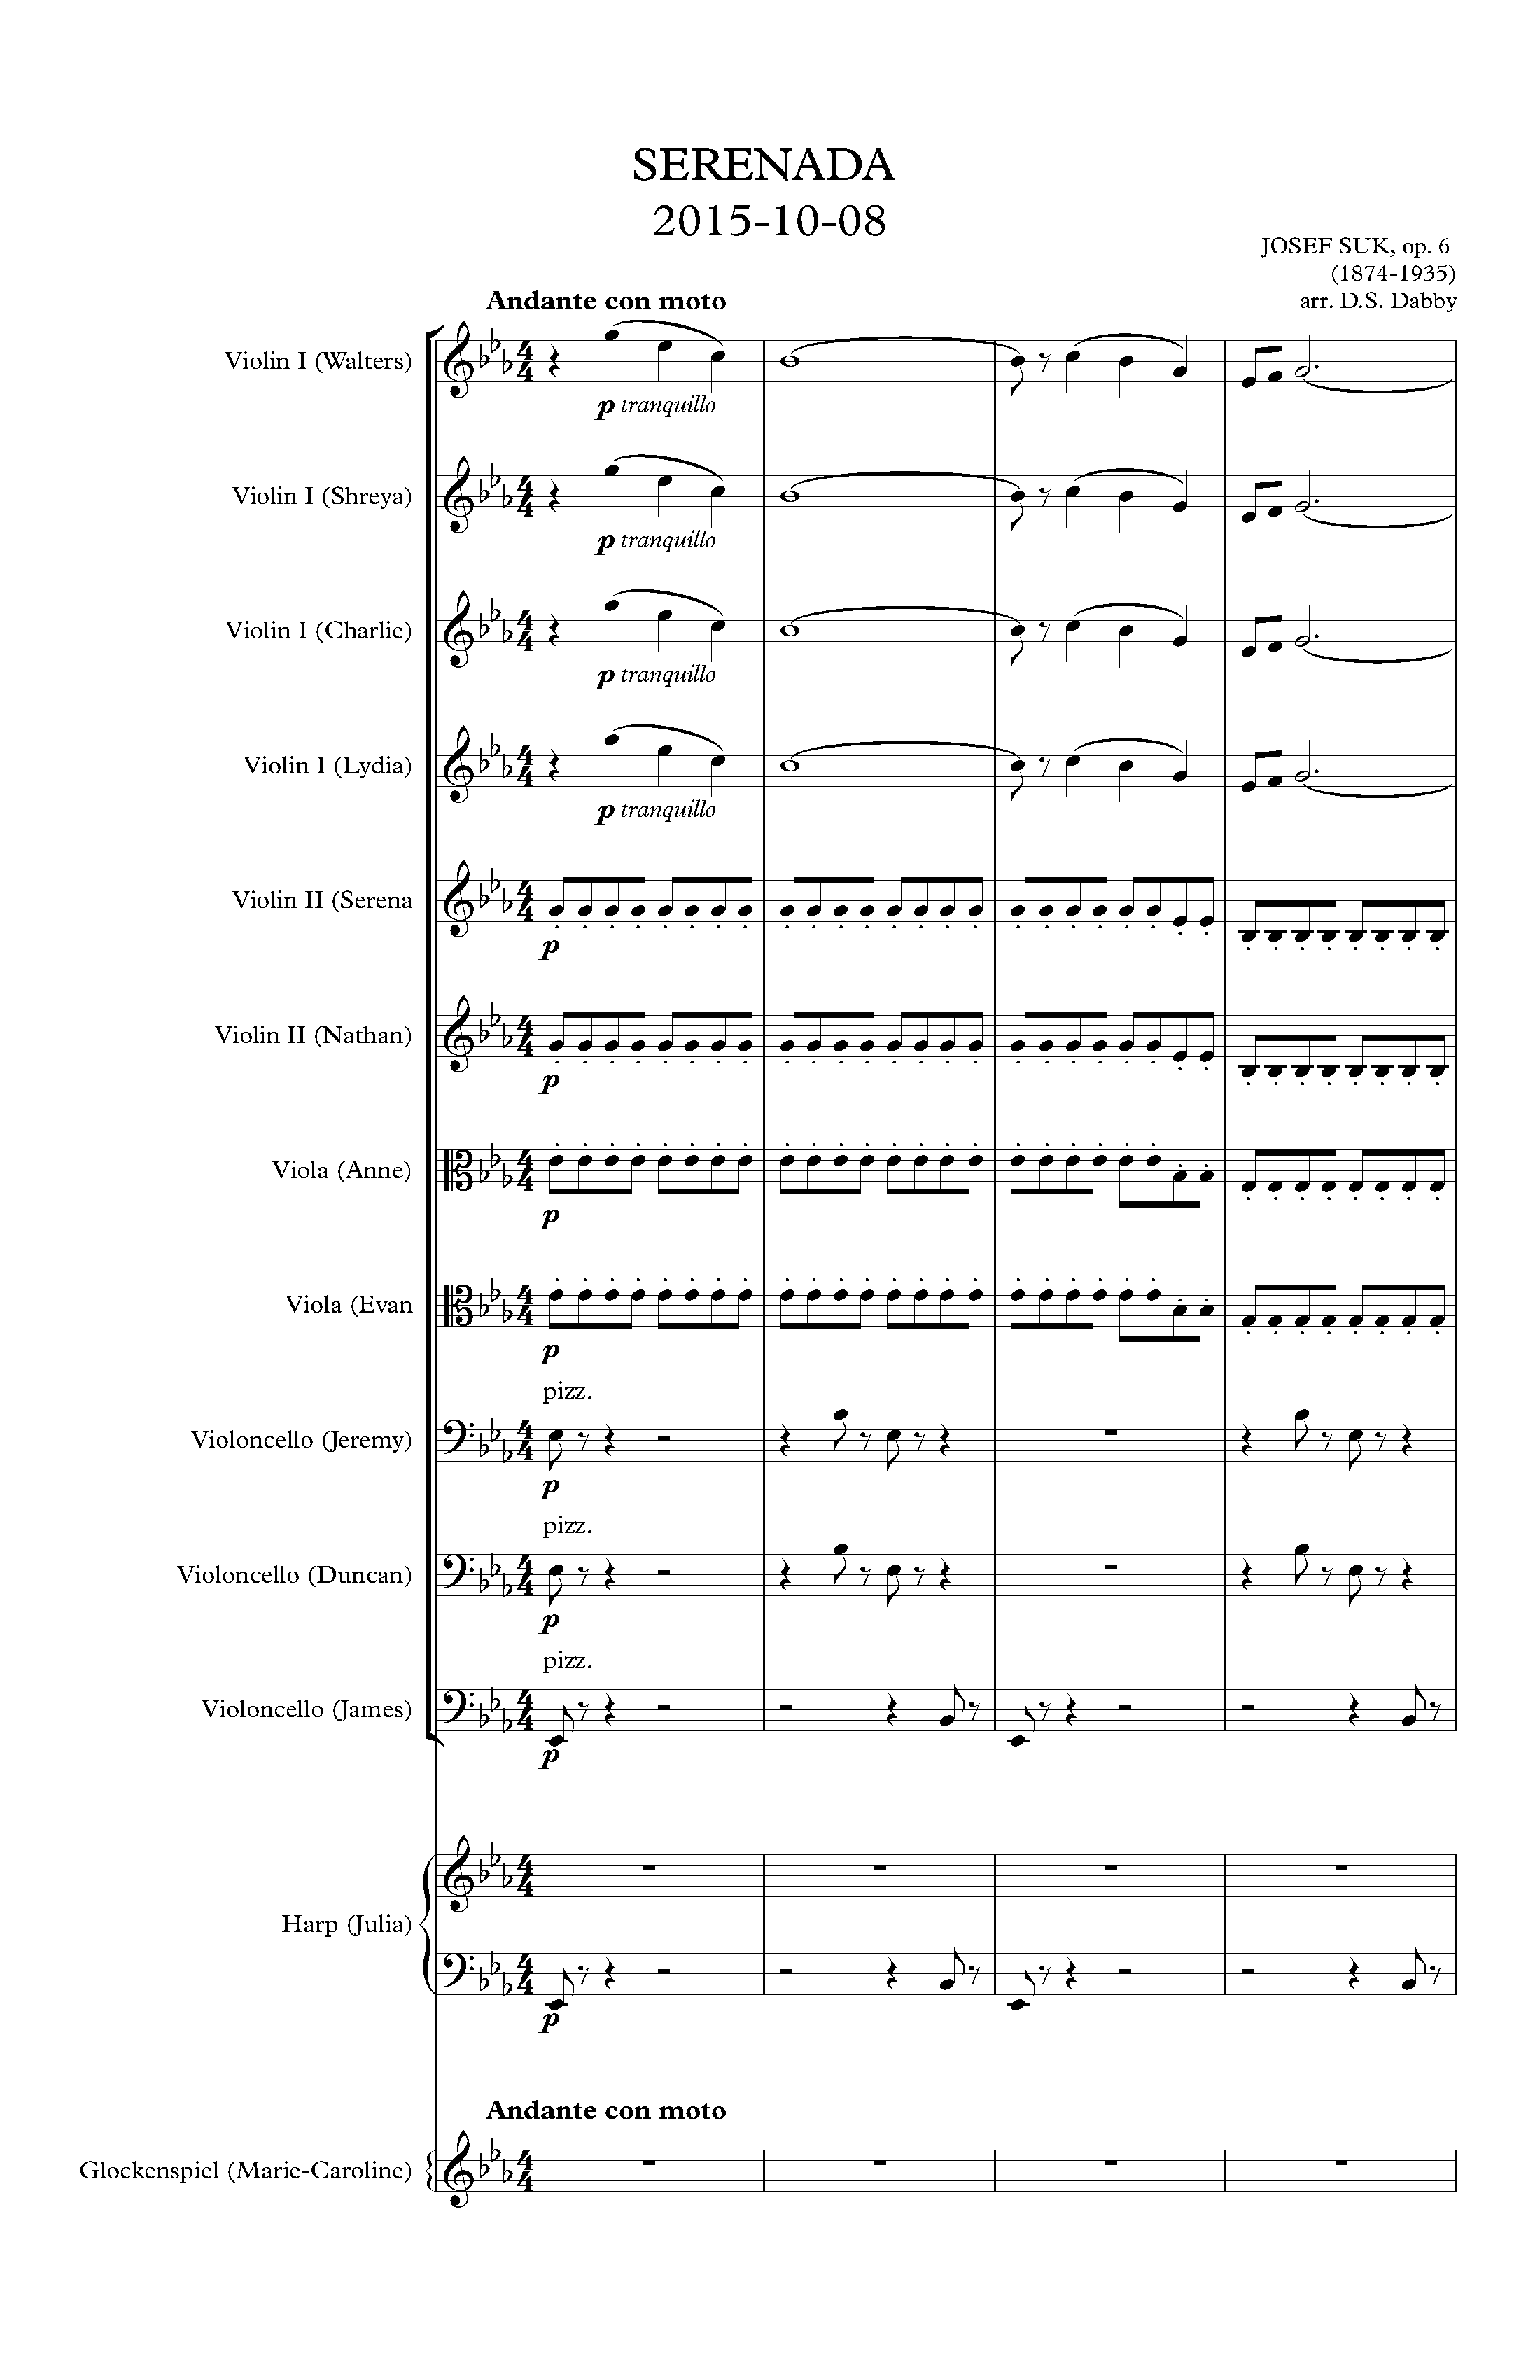 SERENADA
2015-10-08
JOSEF SUK, op. 6
(1874-1935)
arr. D.S. Dabby
Andante con moto
Violin I (Walters)
p tranquillo
Violin I (Shreya)
p tranquillo
Violin I (Charlie)
p tranquillo
Violin I (Lydia)
p tranquillo
Violin II (Serena
p
Violin II (Nathan)
p
Viola (Anne)
p
Viola (Evan
p
pizz.
Violoncello (Jeremy)
p
pizz.
Violoncello (Duncan)
p
pizz.
Violoncello (James)
p
Harp (Julia)
p
Andante con moto
Glockenspiel (Marie-Caroline)